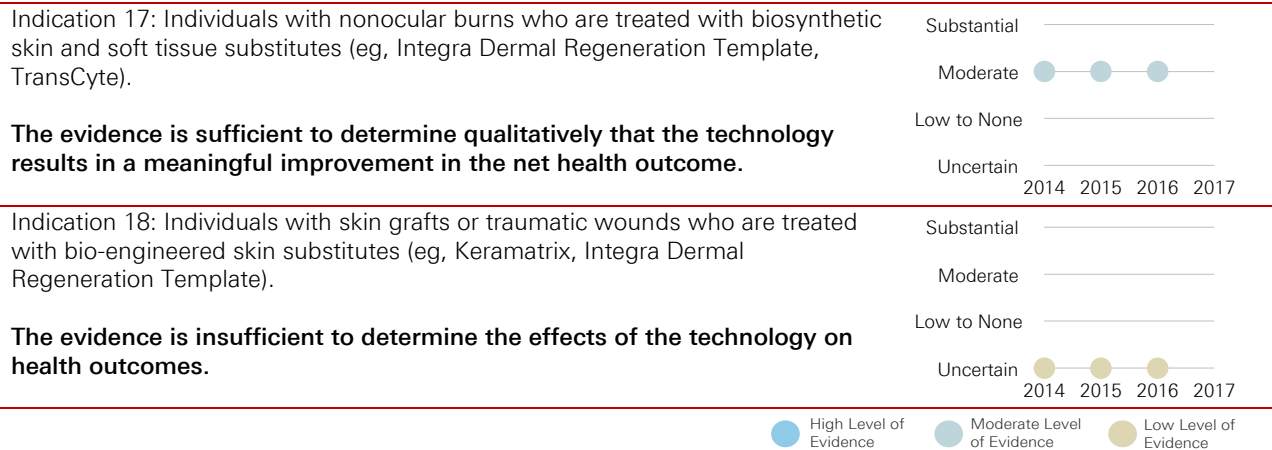 Indication 17: Individuals with nonocular burns who are treated with biosynthetic
skin and soft tissue substitutes (eg, Integra Dermal Regeneration Template,
TransCyte).
The evidence is sufficient to determine qualitatively that the technology
results in a meaningful improvement in the net health outcome.
Substantial
Moderate
Low to None
Uncertain
2014 2015 2016 2017
Indication 18: Individuals with skin grafts or traumatic wounds who are treated
with bio-engineered skin substitutes (eg, Keramatrix, Integra Dermal
Regeneration Template).
The evidence is insufficient to determine the effects of the technology on
health outcomes.
Substantial
Moderate
Low to None
Uncertain
2014 2015 2016 2017
High Level of
Evidence
Moderate Level
of Evidence
Low Level of
Evidence